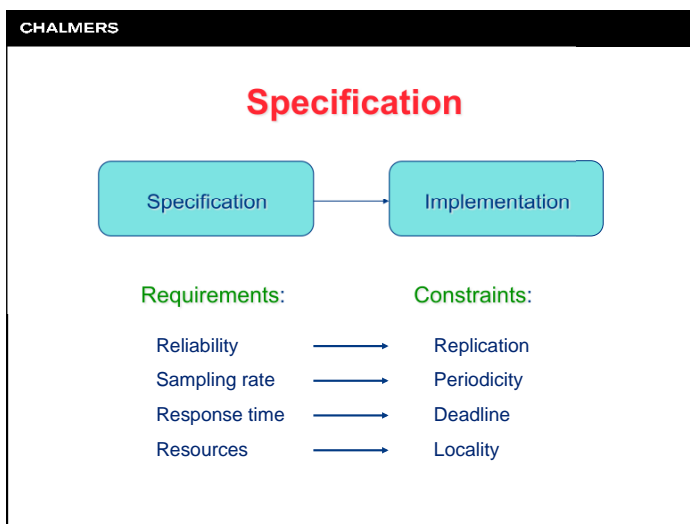 CHALMERS
Specification
Specification Implementation
Requirements: Constraints:
Reliability Replication
Sampling rate Periodicity
Response time Deadline
Resources Locality